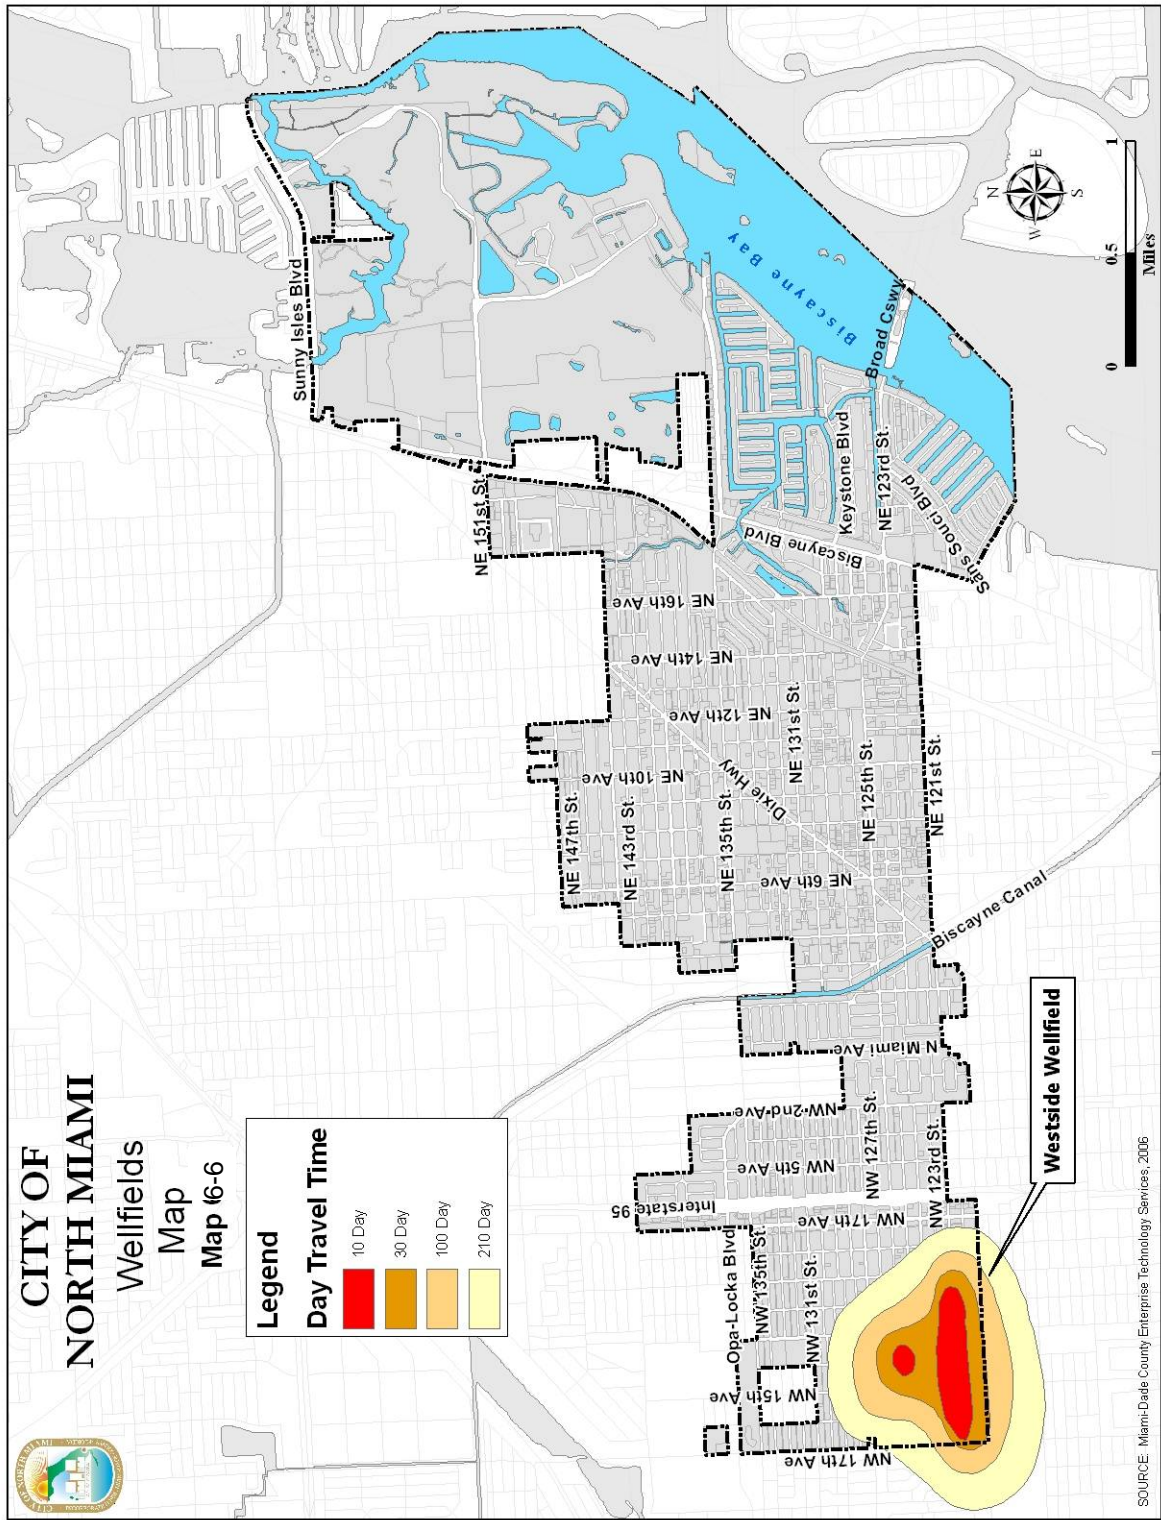 CITY OF
NORTH MIAMI
Wellfields
Map
Map (6-6
Legend
Day Travel Time
10 Day
30 Day
100 Day
210 Day
CITY OF NORTH MIAMI
Sunny Isles Blvd
NE 151st St.
Biscayne Bay
Broad Cswy
Keystone Blvd
NE 123rd St.
Sans Souci Blvd
Biscayne Blvd
NE 16th Ave
NE 14th Ave
NE 12th Ave
NE 10th Ave
NE 6th Ave
NE 147th St.
NE 143rd St.
NE 135th St.
Dixie Hwy
NE 131st St.
NE 125th St.
NE 121st St.
Biscayne Canal
N Miami Ave
NW 2nd Ave
NW 5th Ave
Interstate 95
NW 17th Ave
NW 127th St.
NW 123rd St.
Opa-Locka Blvd
NW 135th St.
NW 131st St.
NW 15th Ave
NW 17th Ave
Westside Wellfield
N
E
S
W
0
0.5
1
Miles
SOURCE: Miami-Dade County Enterprise Technology Services, 2006